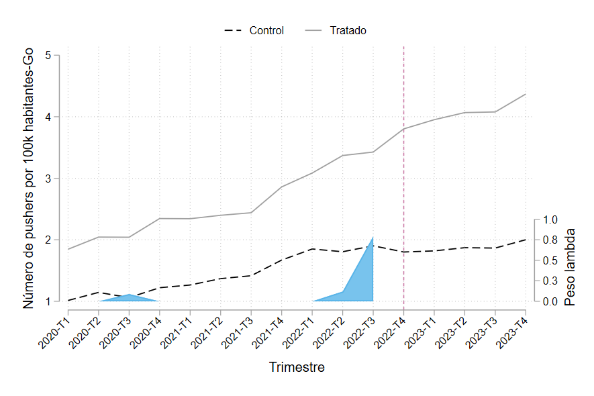 Control Tratado
Número de pushers por 100k habitantes-Go
5
4
3
2
1
1.0
0.8
0.5
0.3
0.0
Peso lambda
2020-T1 2020-T2 2020-T3 2020-T4 2021-T1 2021-T2 2021-T3 2021-T4 2022-T1 2022-T2 2022-T3 2022-T4 2023-T1 2023-T2 2023-T3 2023-T4
Trimestre